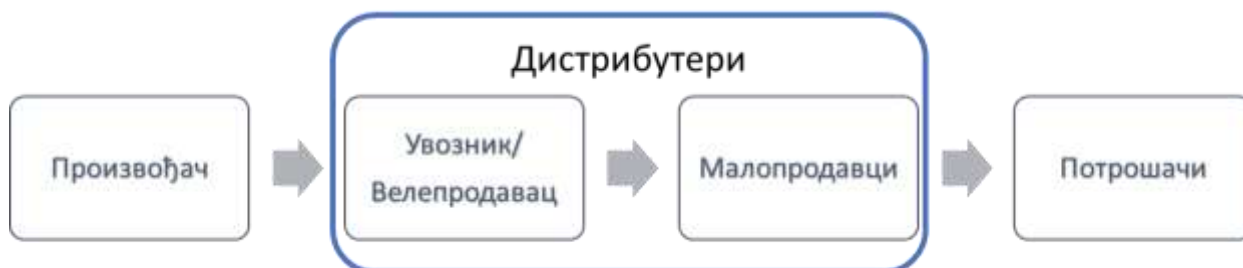 Дистрибутери
Произвођач
Увозник/
Велепродавац
Малопродавци
Потрошачи